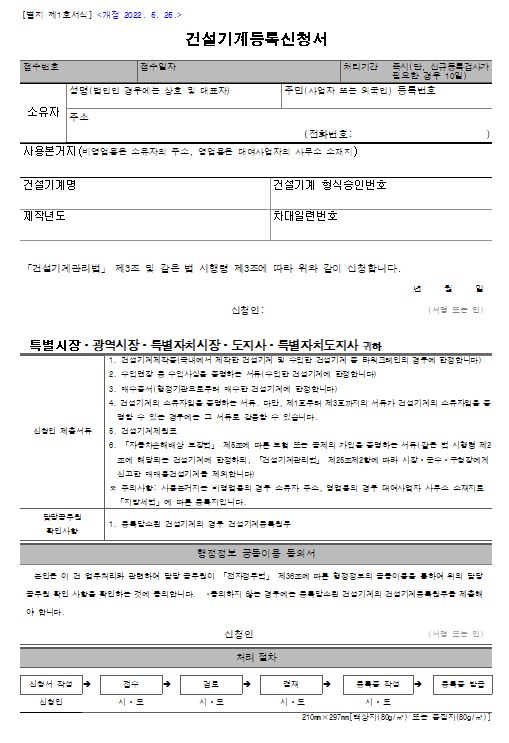 [별지 제1호서식] <개정 2022. 5. 25.>
건설기계등록신청서
접수번호 접수일자 처리기간 즉시(단, 신규등록검사가
필요한 경우 10일)
소유자
성명(법인인 경우에는 상호 및 대표자) 주민(사업자 또는 외국인) 등록번호
주소
(전화번호: )
사용본거지(비영업용은 소유자의 주소, 영업용은 대여사업자의 사무소 소재지)
건설기계명 건설기계 형식승인번호
제작년도 차대일련번호
「건설기계관리법」 제3조 및 같은 법 시행령 제3조에 따라 위와 같이 신청합니다.
년 월 일
신청인: (서명 또는 인)
특별시장·광역시장·특별자치시장·도지사·특별자치도지사 귀하
신청인 제출서류
1. 건설기계제작증(국내에서 제작한 건설기계 및 수입한 건설기계 중 타워크레인의 경우에 한정합니다)
2. 수입면장 등 수입사실을 증명하는 서류(수입한 건설기계에 한정합니다)
3. 매수증서(행정기관으로부터 매수한 건설기계에 한정합니다)
4. 건설기계의 소유자임을 증명하는 서류. 다만, 제1호부터 제3호까지의 서류가 건설기계의 소유자임을 증
명할 수 있는 경우에는 그 서류로 갈음할 수 있습니다.
5. 건설기계제원표
6. 「자동차손해배상 보장법」 제5조에 따른 보험 또는 공제의 가입을 증명하는 서류(같은 법 시행령 제2
조에 해당되는 건설기계에 한정하되, 「건설기계관리법」 제25조제2항에 따라 시장·군수·구청장에게
신고한 매매용건설기계를 제외합니다)
※ 주의사항: 사용본거지는 비영업용의 경우 소유자 주소, 영업용의 경우 대여사업자 사무소 소재지로
「지방세법」에 따른 등록지입니다.
담당공무원
확인사항
1. 등록말소된 건설기계의 경우 건설기계등록원부
행정정보 공동이용 동의서
본인은 이 건 업무처리와 관련하여 담당 공무원이 「전자정부법」 제36조에 따른 행정정보의 공동이용을 통하여 위의 담당
공무원 확인 사항을 확인하는 것에 동의합니다. *동의하지 않는 경우에는 등록말소된 건설기계의 건설기계등록원부를 제출해
야 합니다.
신청인 (서명 또는 인)
처리 절차
신청서 작성 ➔ 접수 ➔ 검토 ➔ 결재 ➔ 등록증 작성 ➔ 등록증 발급
신청인 시·도 시·도 시·도 시·도
210mm×297mm[백상지(80g/㎡) 또는 중질지(80g/㎡)]